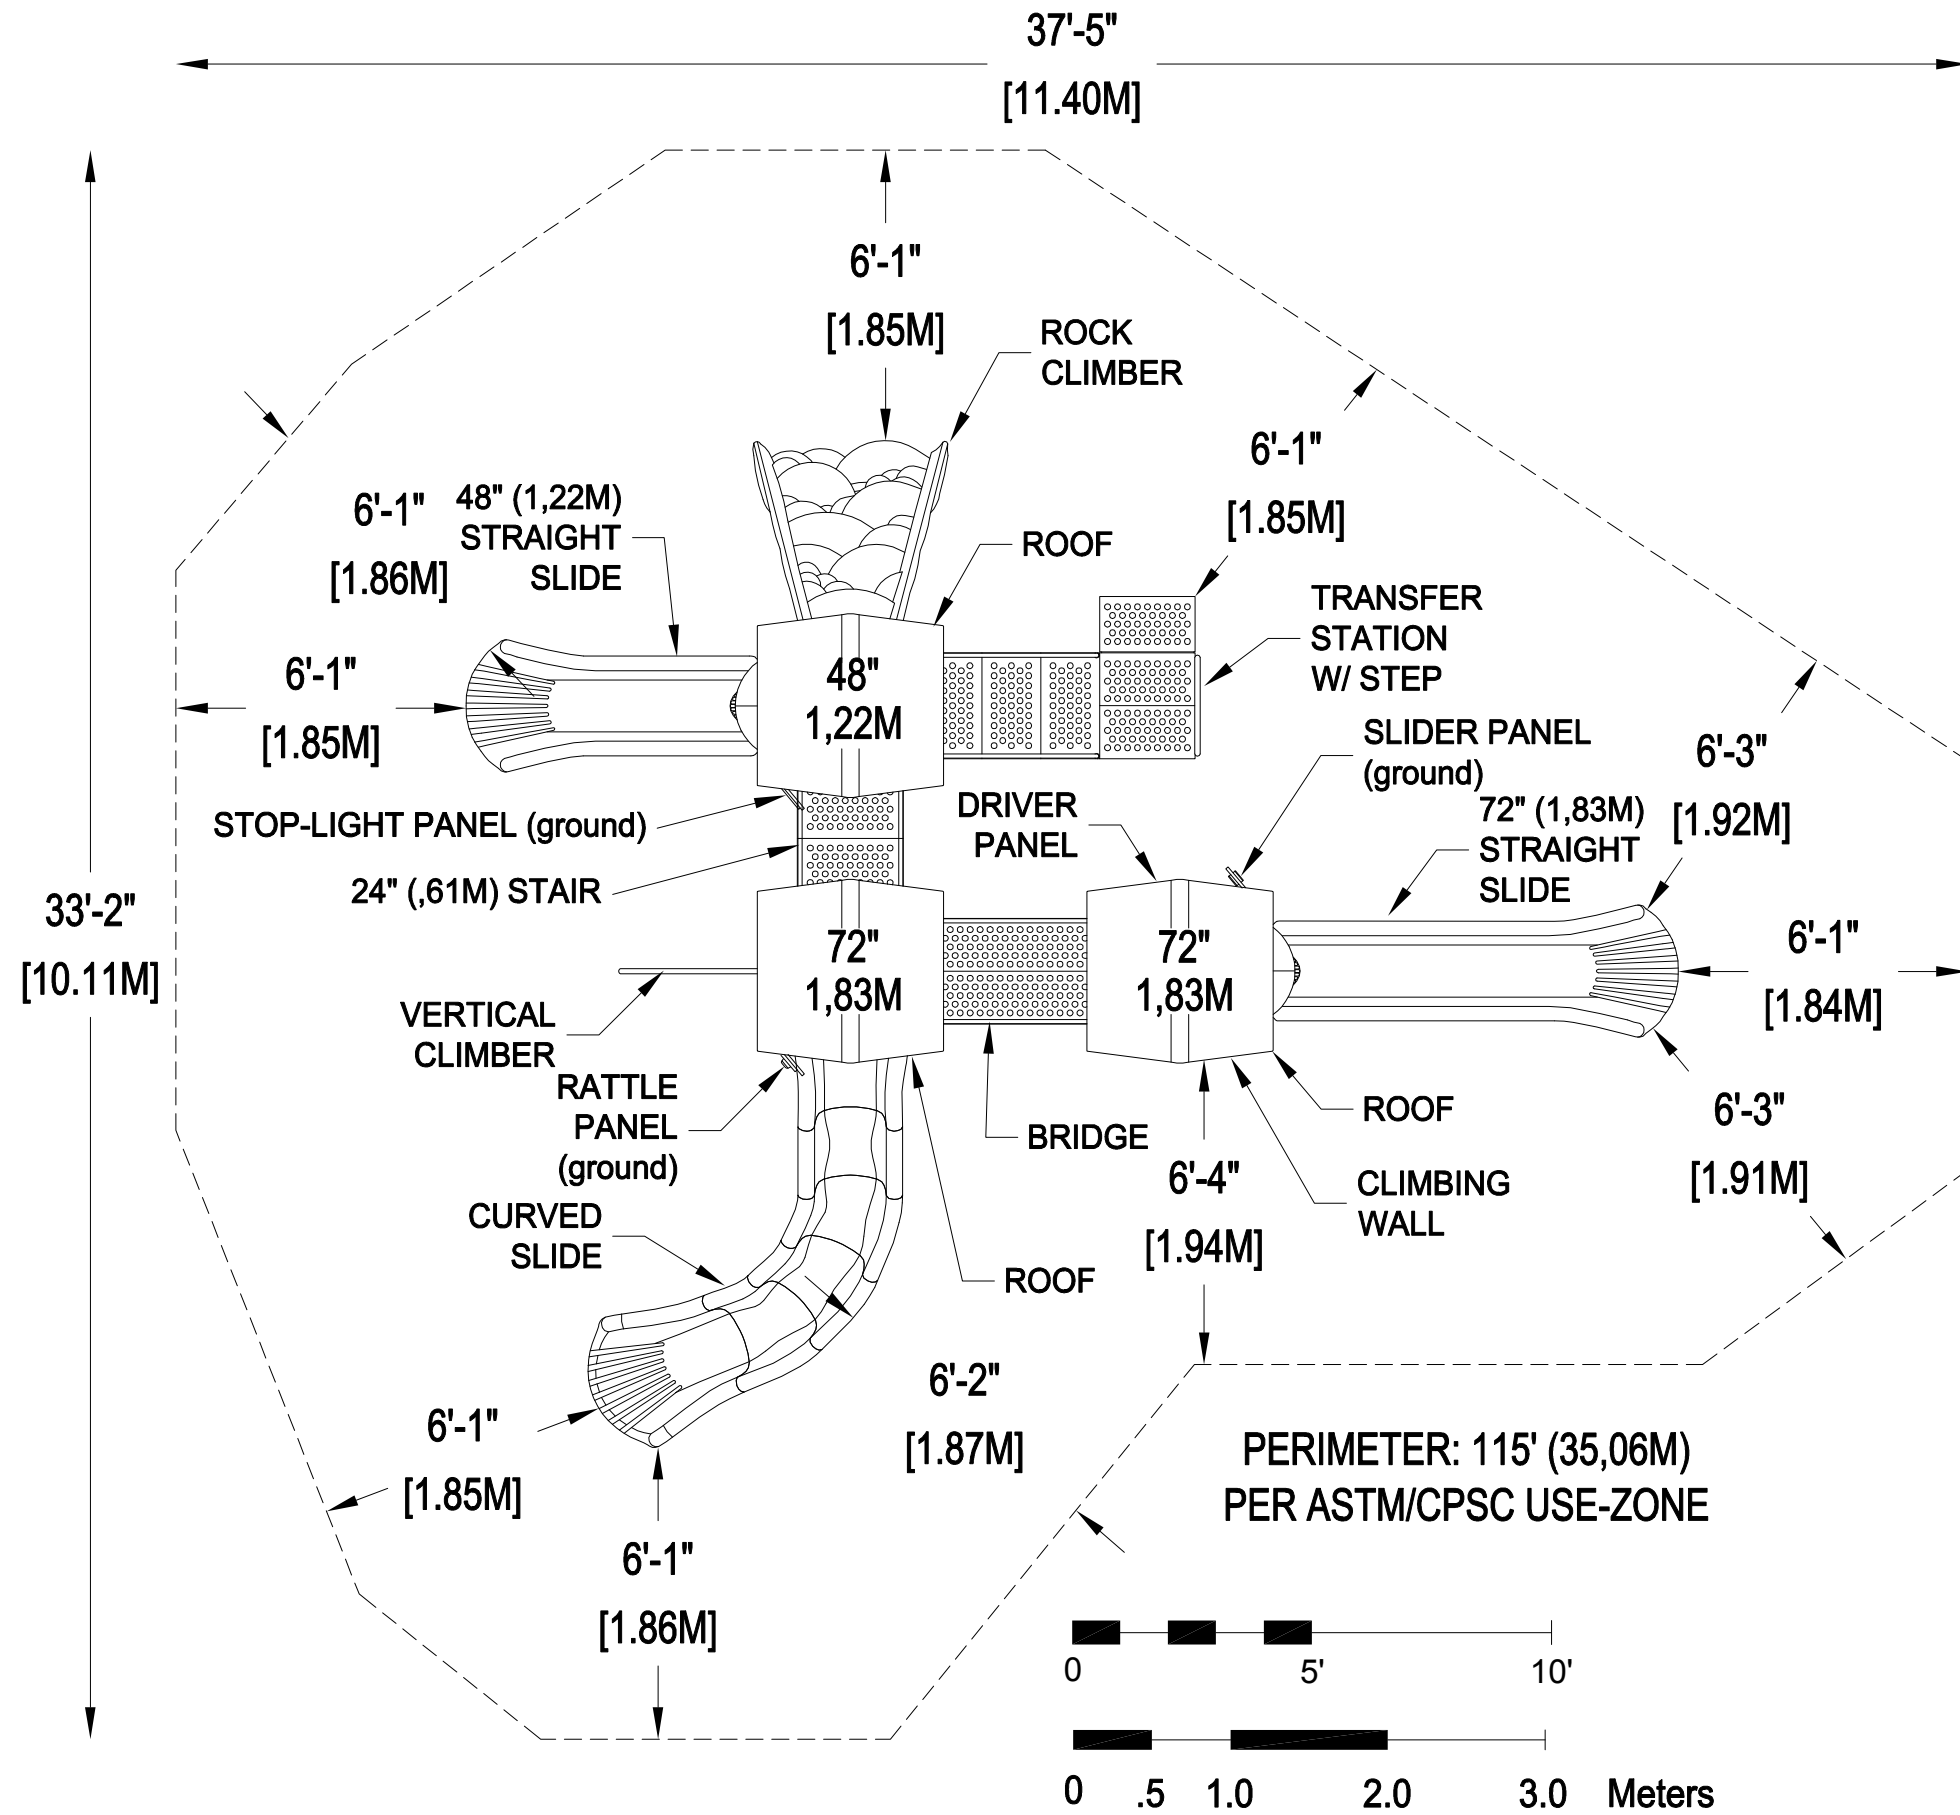 37'-5"
[11.40M]
6'-1"
[1.85M]
ROCK
CLIMBER
6'-1"
[1.85M]
6'-1"
[1.86M]
48" (1,22M)
STRAIGHT
SLIDE
ROOF
TRANSFER
STATION
W/ STEP
6'-1"
[1.85M]
48"
1,22M
SLIDER PANEL
(ground)
6'-3"
[1.92M]
STOP-LIGHT PANEL (ground)
DRIVER
PANEL
72" (1,83M)
STRAIGHT
SLIDE
24" (,61M) STAIR
33'-2"
[10.11M]
72"
1,83M
72"
1,83M
6'-1"
[1.84M]
VERTICAL
CLIMBER
RATTLE
PANEL
(ground)
BRIDGE
ROOF
6'-3"
[1.91M]
6'-4"
[1.94M]
CLIMBING
WALL
CURVED
SLIDE
ROOF
6'-2"
[1.87M]
6'-1"
[1.85M]
PERIMETER: 115' (35,06M)
PER ASTM/CPSC USE-ZONE
6'-1"
[1.86M]
0 5' 10'
0 .5 1.0 2.0 3.0 Meters